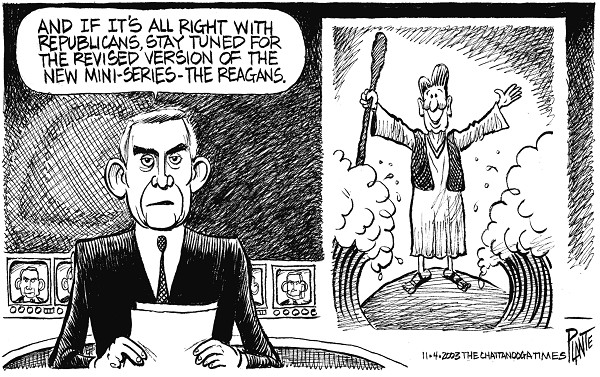 AND IF IT'S ALL RIGHT WITH
REPUBLICANS, STAY TUNED FOR
THE REVISED VERSION OF THE
NEW MINI-SERIES-THE REAGANS.
11•4•2003 THE CHATTANOOGA TIMES
PLANTE